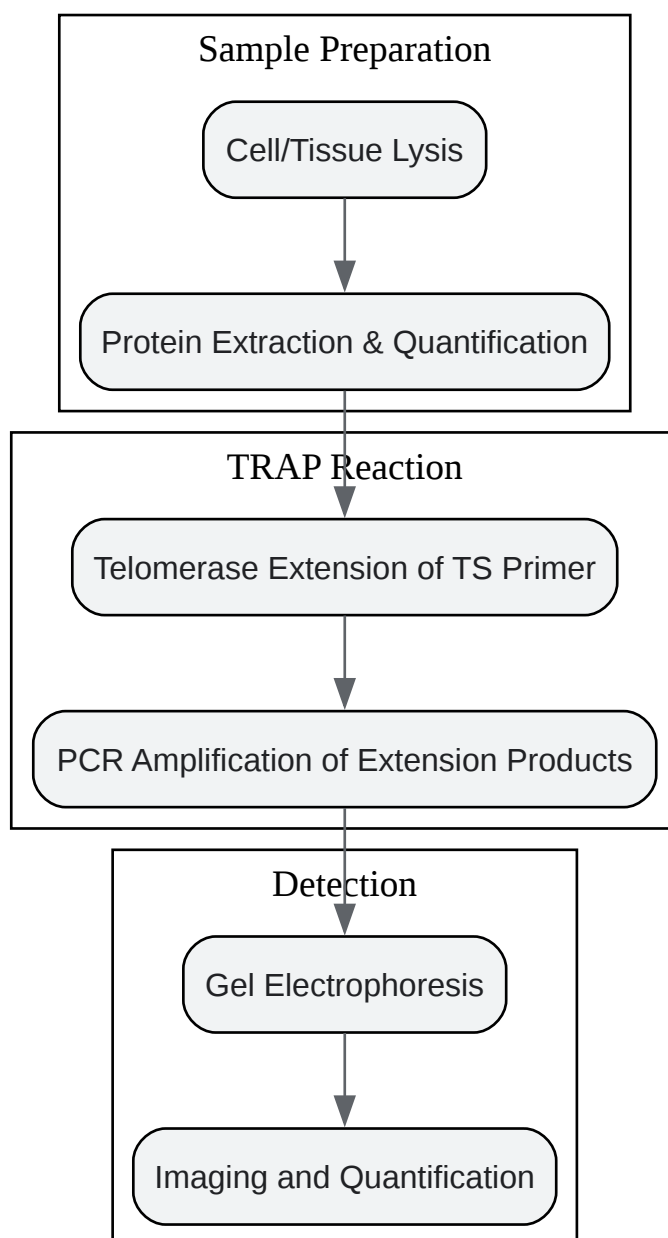 Sample Preparation
Cell/Tissue Lysis
Protein Extraction & Quantification
TRAP Reaction
Telomerase Extension of TS Primer
PCR Amplification of Extension Products
Detection
Gel Electrophoresis
Imaging and Quantification